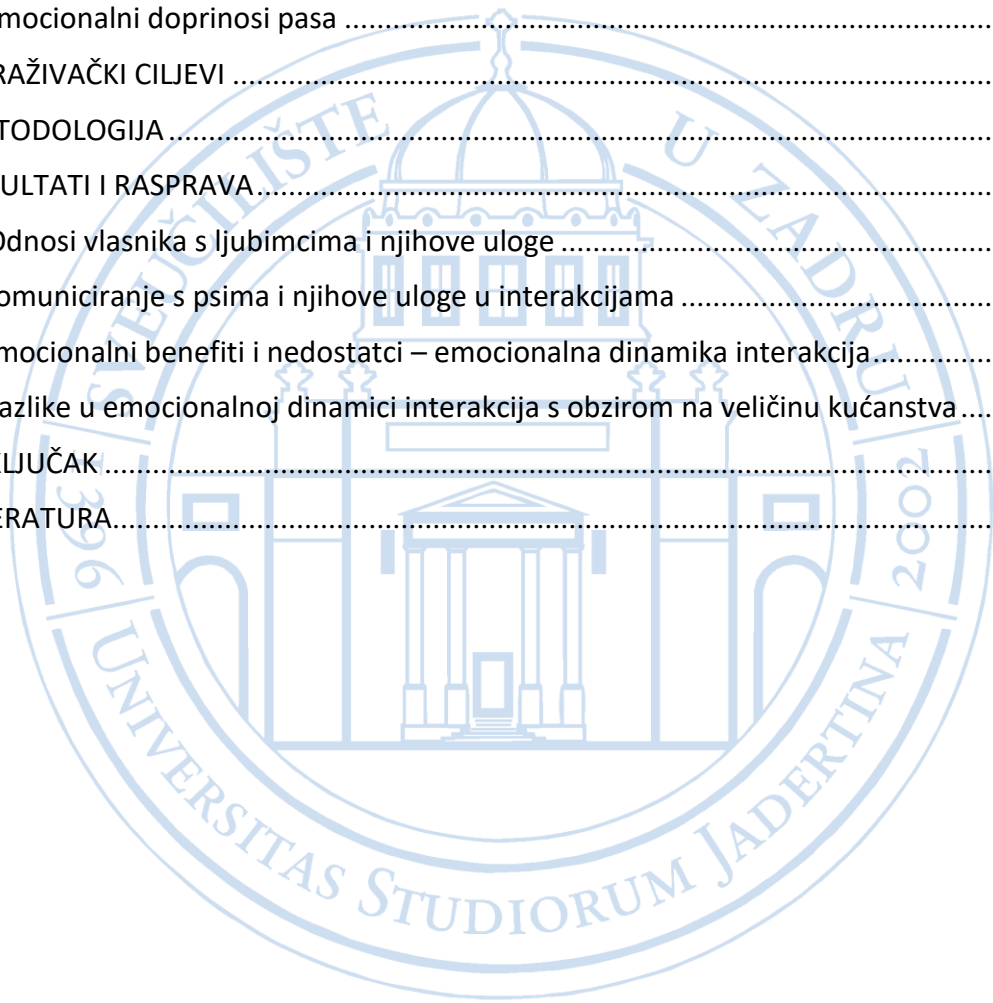 mocionalni doprinosi pasa ........................................................................................
RAŽIVAČKI CILJEVI ........................................................................................
TODOLOGIJA ........................................................................................
ULTATI I RASPRAVA ........................................................................................
Odnosi vlasnika s ljubimcima i njihove uloge ........................................................
omuniciranje s psima i njihove uloge u interakcijama ........................................
mocionalni benefiti i nedostatci – emocionalna dinamika interakcija ................
azlike u emocionalnoj dinamici interakcija s obzirom na veličinu kućanstva ....
LJUČAK ........................................................................................
ERATURA ........................................................................................
SVEUČILIŠTE U ZADRU
1396
2002
UNIVERSITAS STUDIORUM JADERTINA